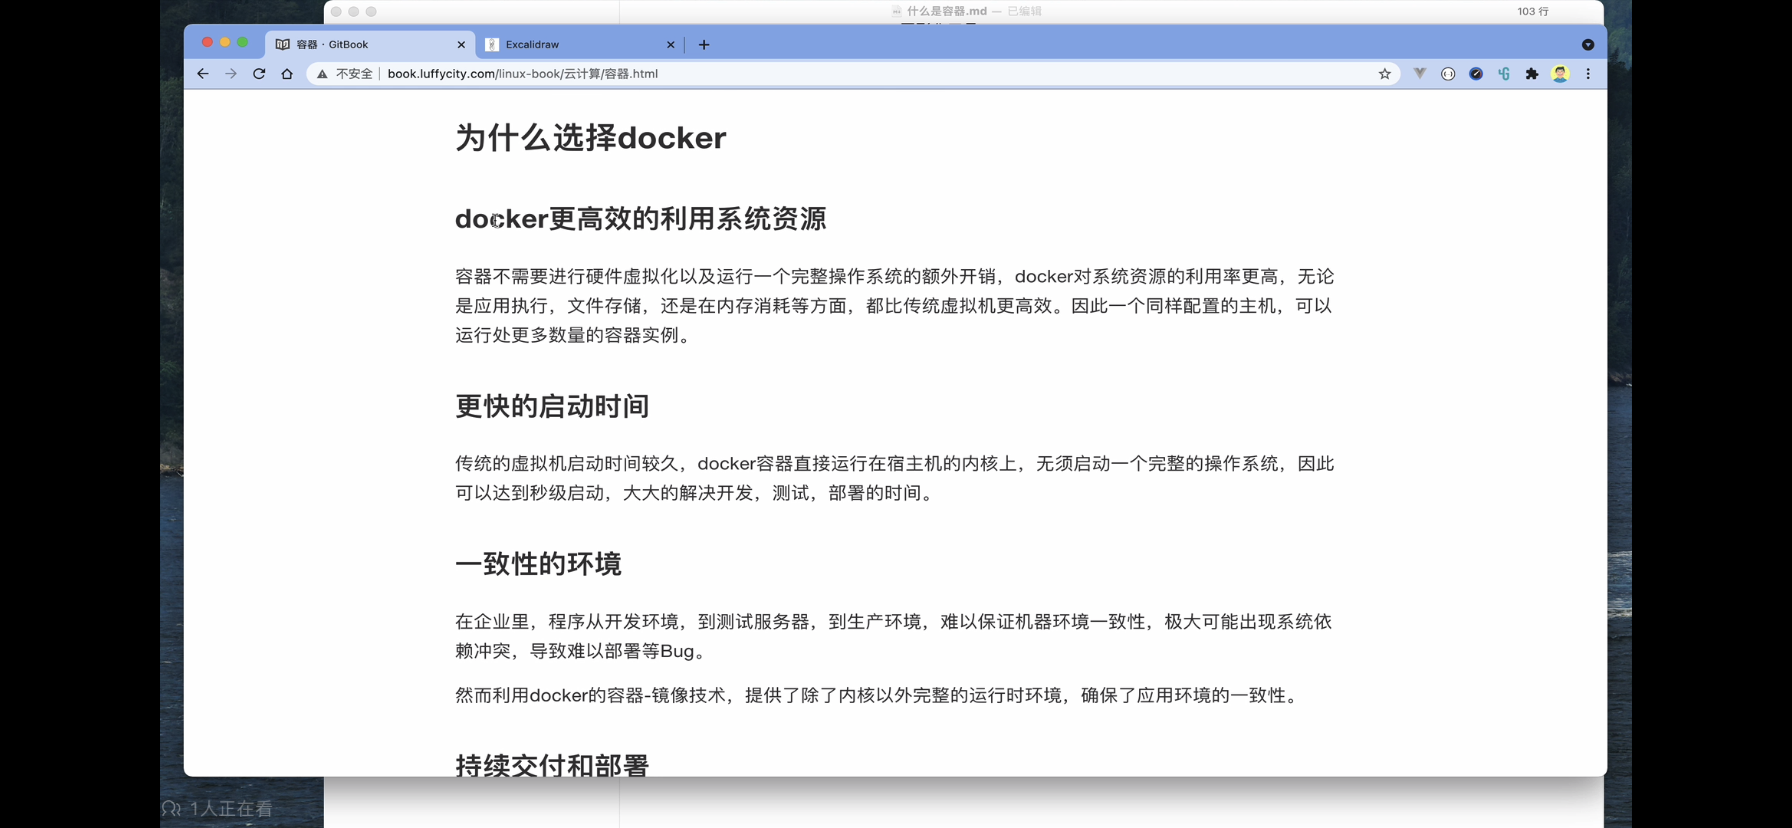 什么是容器.md — 已编辑
103 行
容器 · GitBook
Excalidraw
不安全
book.luffycity.com/linux-book/云计算/容器.html
为什么选择docker
docker更高效的利用系统资源
容器不需要进行硬件虚拟化以及运行一个完整操作系统的额外开销，docker对系统资源的利用率更高，无论
是应用执行，文件存储，还是在内存消耗等方面，都比传统虚拟机更高效。因此一个同样配置的主机，可以
运行处更多数量的容器实例。
更快的启动时间
传统的虚拟机启动时间较久，docker容器直接运行在宿主机的内核上，无须启动一个完整的操作系统，因此
可以达到秒级启动，大大的解决开发，测试，部署的时间。
一致性的环境
在企业里，程序从开发环境，到测试服务器，到生产环境，难以保证机器环境一致性，极大可能出现系统依
赖冲突，导致难以部署等Bug。
然而利用docker的容器-镜像技术，提供了除了内核以外完整的运行时环境，确保了应用环境的一致性。
持续交付和部署
1人正在看